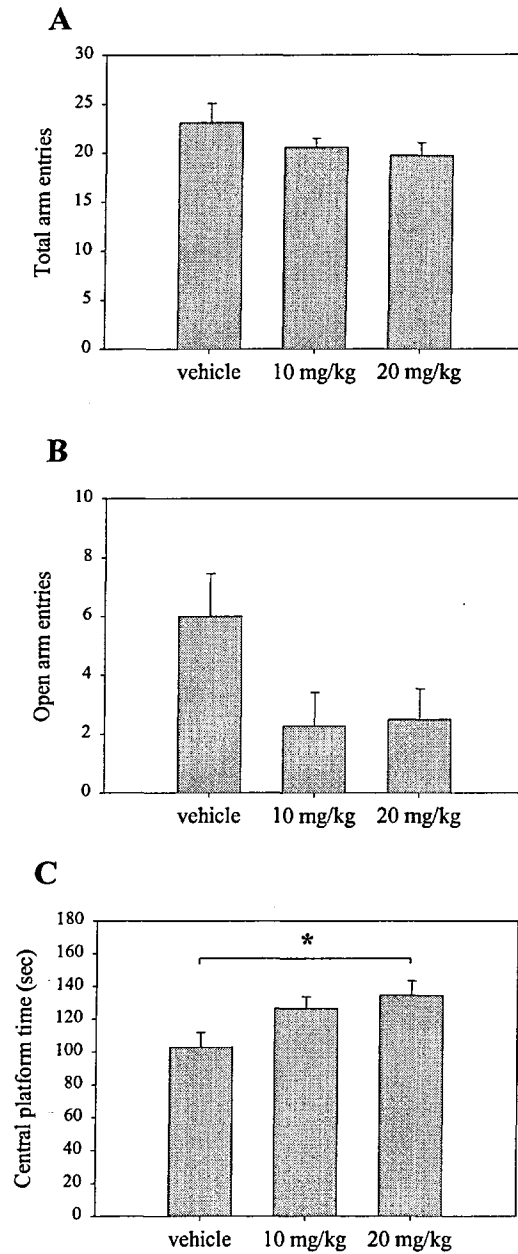 A
30
25
20
15
10
5
0
Total arm entries
vehicle 10 mg/kg 20 mg/kg
B
10
8
6
4
2
0
Open arm entries
vehicle 10 mg/kg 20 mg/kg
C
180
160
140
120
100
80
60
40
20
0
Central platform time (sec)
*
vehicle 10 mg/kg 20 mg/kg